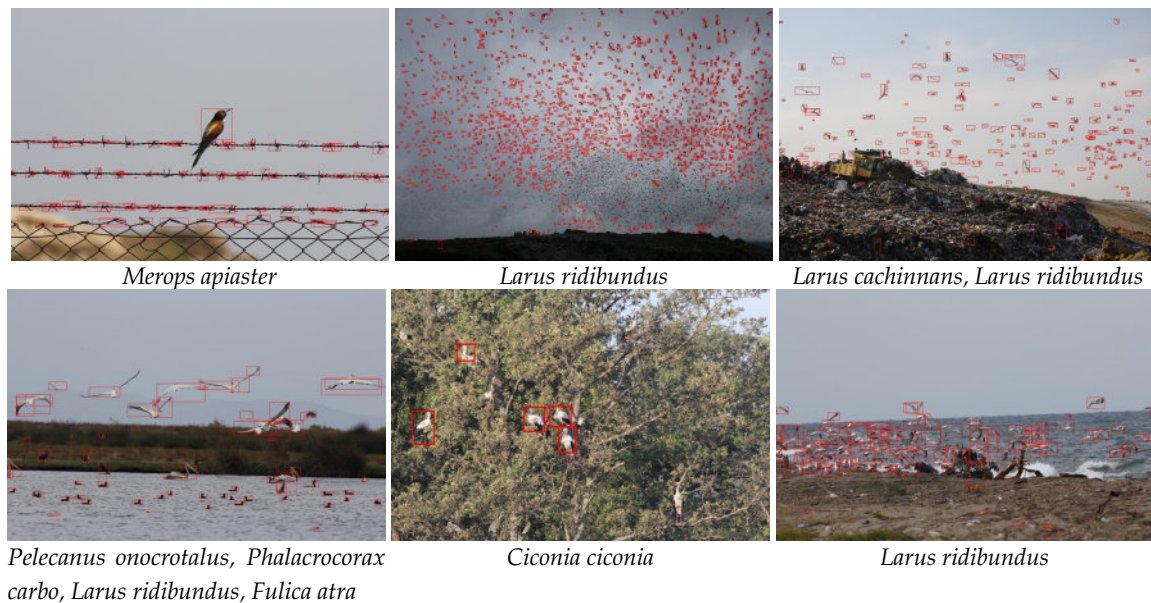 Merops apiaster
Larus ridibundus
Larus cachinnans, Larus ridibundus
Pelecanus onocrotalus, Phalacrocorax
carbo, Larus ridibundus, Fulica atra
Ciconia ciconia
Larus ridibundus